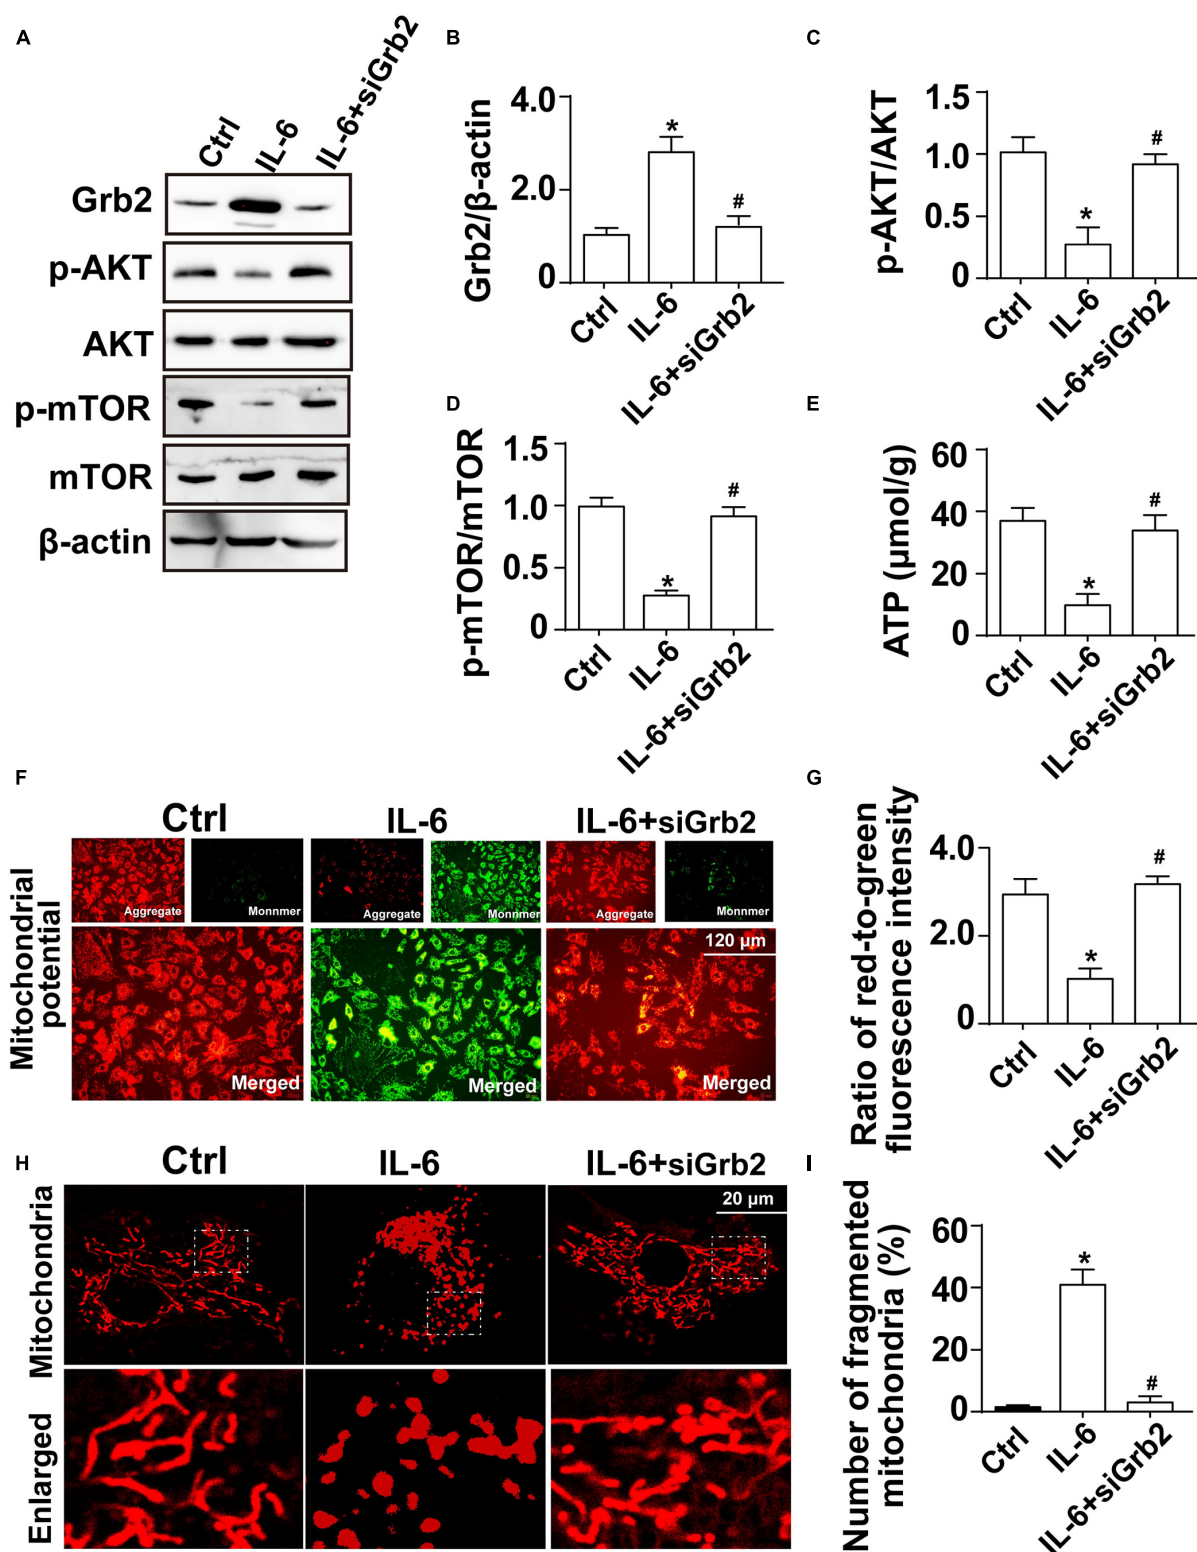 A
Ctrl
IL-6
IL-6+siGrb2
Grb2
p-AKT
AKT
p-mTOR
mTOR
β-actin
B
Grb2/β-actin
4.0
2.0
0
*
#
Ctrl
IL-6
IL-6+siGrb2
C
p-AKT/AKT
1.5
1.0
0.5
0
*
#
Ctrl
IL-6
IL-6+siGrb2
D
p-mTOR/mTOR
1.5
1.0
0.5
0
*
#
Ctrl
IL-6
IL-6+siGrb2
E
ATP (μmol/g)
60
40
20
0
*
#
Ctrl
IL-6
IL-6+siGrb2
F
Ctrl
IL-6
IL-6+siGrb2
Mitochondrial
potential
Aggregate
Monnmer
Aggregate
Monnmer
Aggregate
Monnmer
120 μm
Merged
Merged
Merged
G
Ratio of red-to-green
fluorescence intensity
4.0
2.0
0
*
#
Ctrl
IL-6
IL-6+siGrb2
H
Ctrl
IL-6
IL-6+siGrb2
Mitochondria
20 μm
Enlarged
I
Number of fragmented
mitochondria (%)
60
40
20
0
*
#
Ctrl
IL-6
IL-6+siGrb2